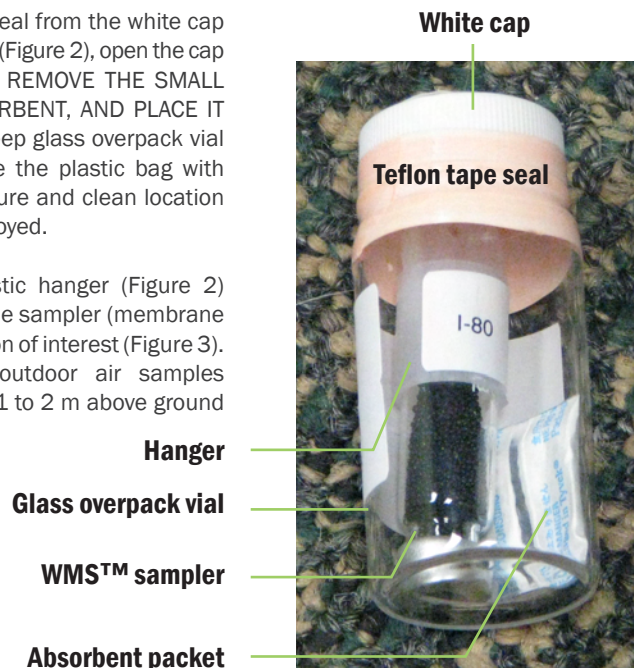 eal from the white cap
(Figure 2), open the cap
REMOVE THE SMALL
RBENT, AND PLACE IT
eep glass overpack vial
e the plastic bag with
ure and clean location
oyed.
stic hanger (Figure 2)
e sampler (membrane
on of interest (Figure 3).
outdoor air samples
1 to 2 m above ground
White cap
Teflon tape seal
I-80
Hanger
Glass overpack vial
WMS™ sampler
Absorbent packet